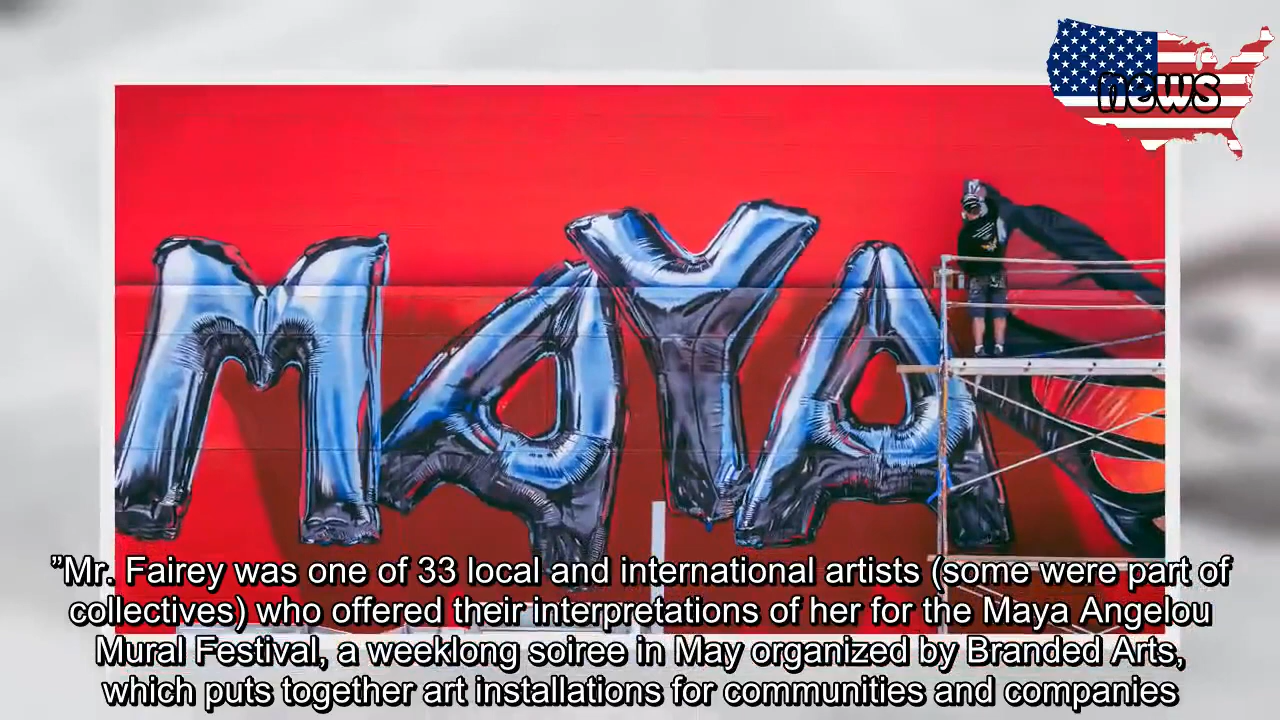 news
MAYA
”Mr. Fairey was one of 33 local and international artists (some were part of
collectives) who offered their interpretations of her for the Maya Angelou
Mural Festival, a weeklong soiree in May organized by Branded Arts,
which puts together art installations for communities and companies